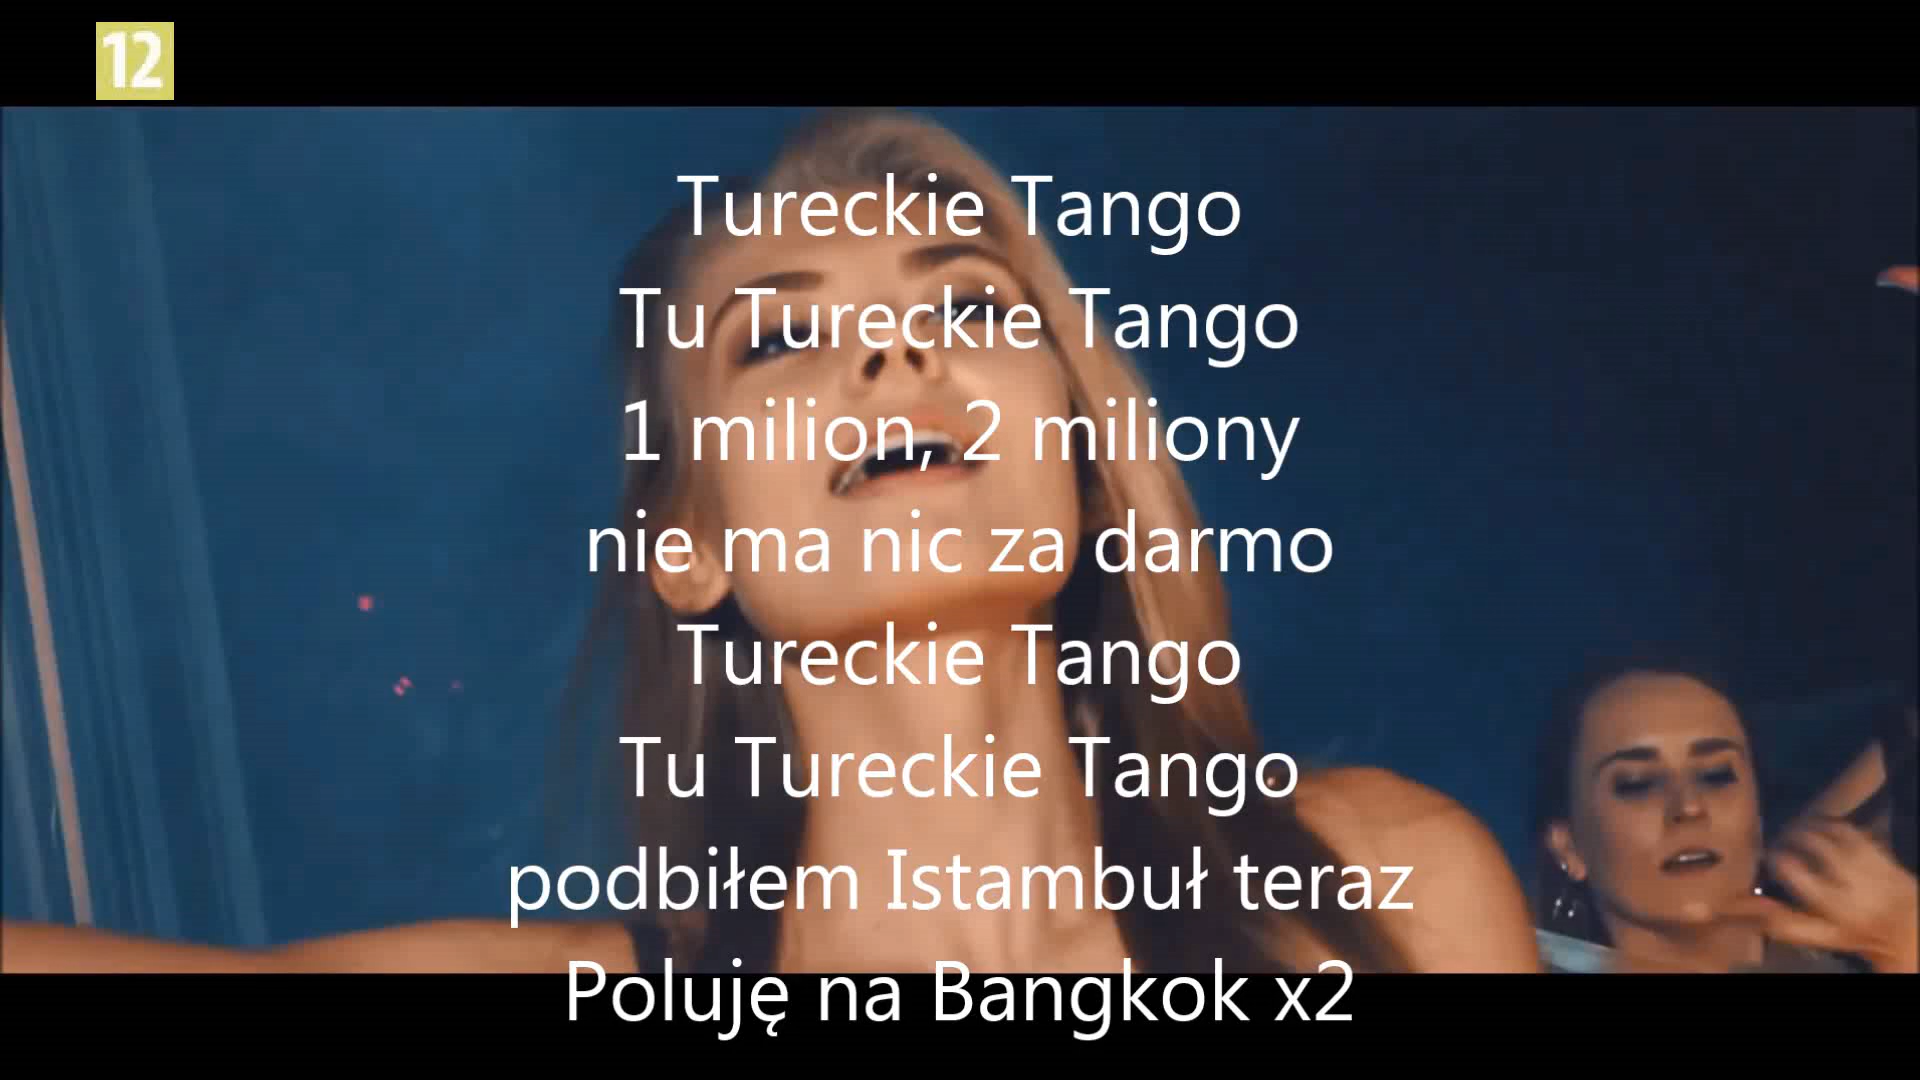 12
Tureckie Tango
Tu Tureckie Tango
1 milion, 2 miliony
nie ma nic za darmo
Tureckie Tango
Tu Tureckie Tango
podbiłem Istambuł teraz
Poluję na Bangkok x2